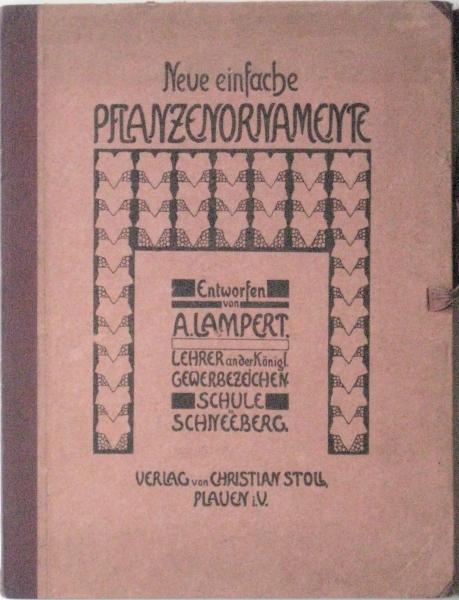 Neue einfache
PFLANZENORNAMENTE
Entworfen
von
A. LAMPERT.
LEHRER an der Königl.
GEWERBEZEICHEN-
SCHULE
SCHNEEBERG.
VERLAG von CHRISTIAN STOLL,
PLAUEN i.V.